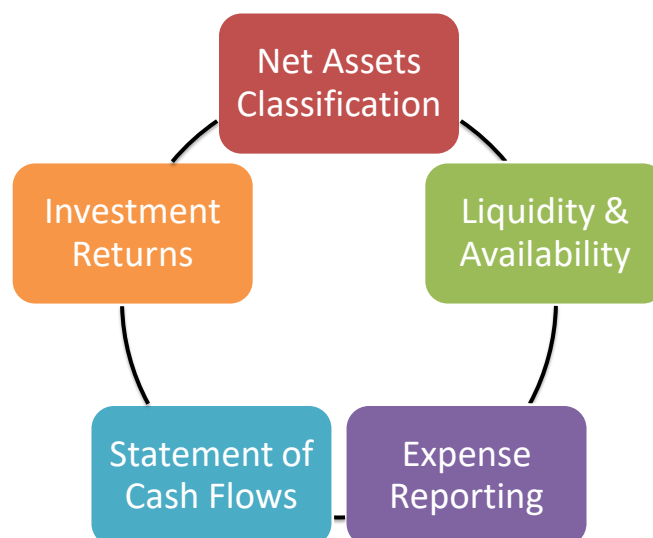 Net Assets
Classification
Investment
Returns
Liquidity &
Availability
Statement of
Cash Flows
Expense
Reporting